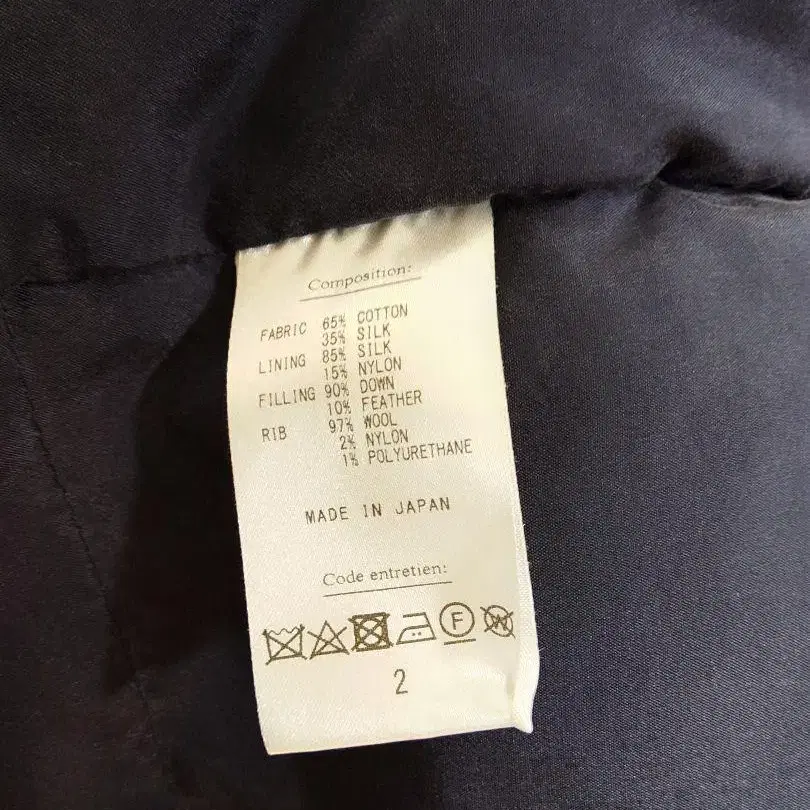 Composition:
FABRIC 65% COTTON
35% SILK
LINING 85% SILK
15% NYLON
FILLING 90% DOWN
10% FEATHER
RIB 97% WOOL
2% NYLON
1% POLYURETHANE
MADE IN JAPAN
Code entretien:
F W
2